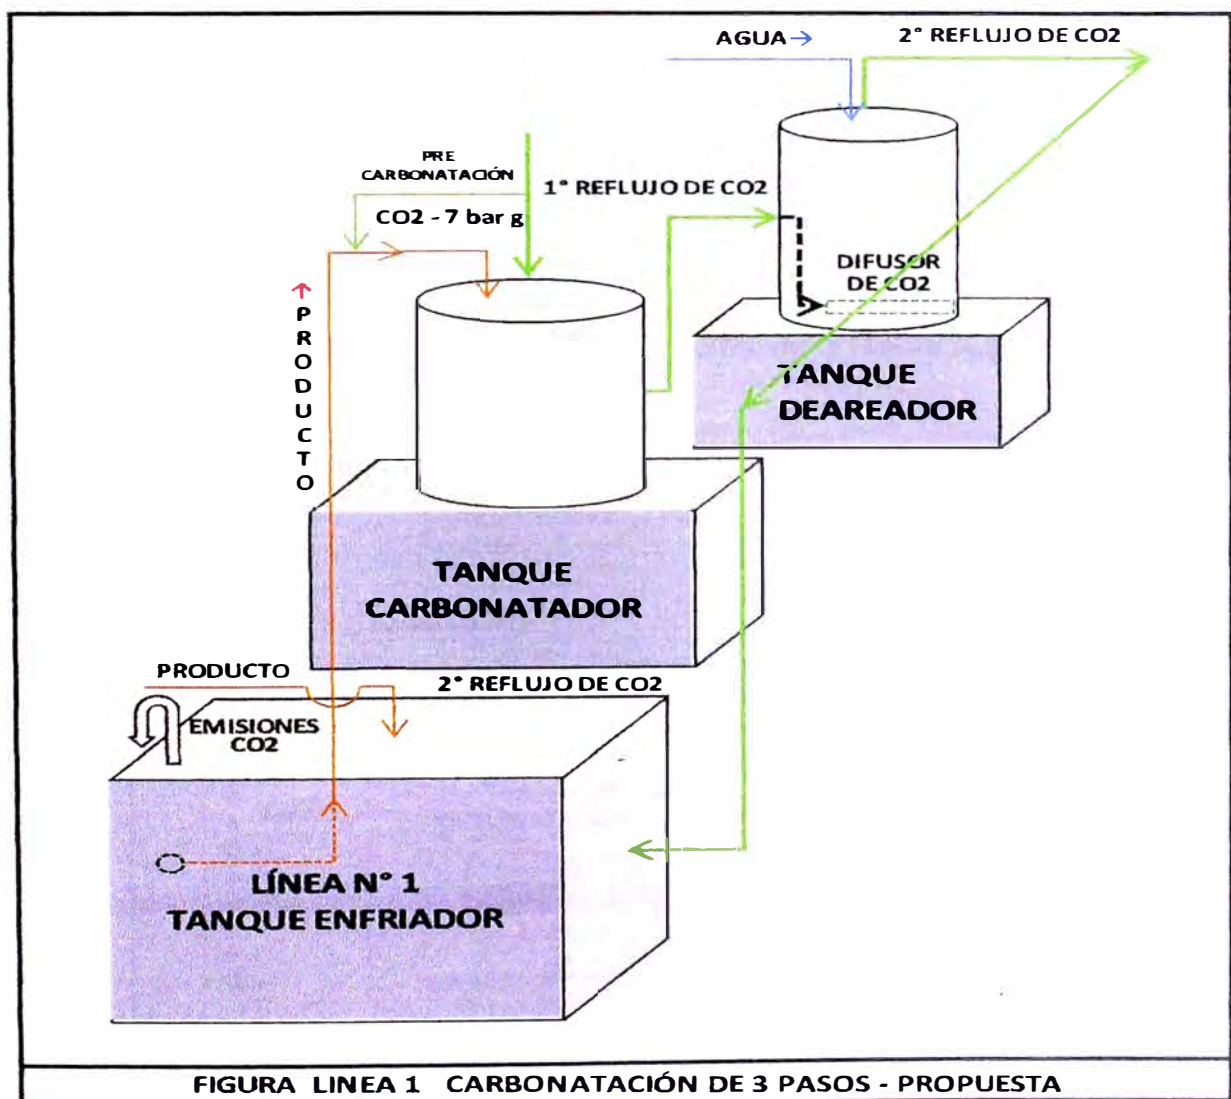 AGUA→
2° REFLUJO DE CO2
PRE
CARBONATACIÓN
CO2 - 7 bar g
1° REFLUJO DE CO2
DIFUSOR
DE CO2
↑PRODUCTO
TANQUE
DEAREADOR
TANQUE
CARBONATADOR
PRODUCTO
2° REFLUJO DE CO2
EMISIONES
CO2
LÍNEA N° 1
TANQUE ENFRIADOR
FIGURA LINEA 1 CARBONATACIÓN DE 3 PASOS - PROPUESTA